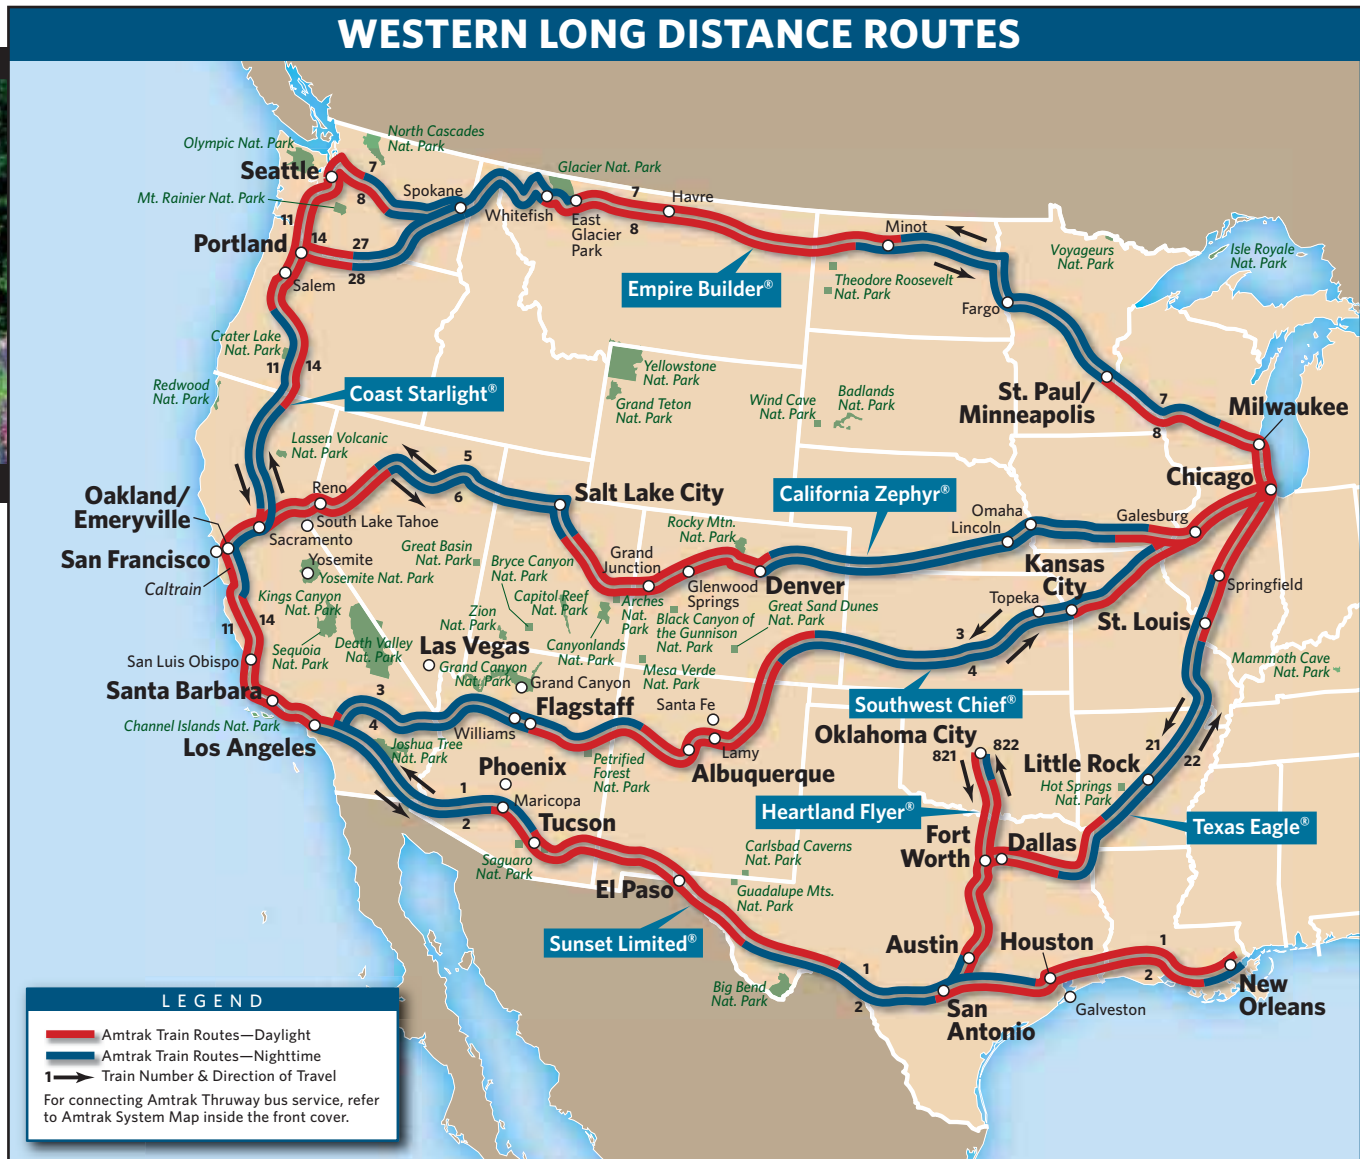 WESTERN LONG DISTANCE ROUTES
North Cascades
Nat. Park
Olympic Nat. Park
Seattle
7
8
Mt. Rainier Nat. Park
Spokane
Whitefish
Glacier Nat. Park
East
Glacier
Park
7
8
Havre
Minot
Voyageurs
Nat. Park
Isle Royale
Nat. Park
11
14
Portland
27
28
Salem
Empire Builder®
Theodore Roosevelt
Nat. Park
Fargo
Crater Lake
Nat. Park
11
14
Redwood
Nat. Park
Coast Starlight®
Yellowstone
Nat. Park
Grand Teton
Nat. Park
Wind Cave
Nat. Park
Badlands
Nat. Park
St. Paul/
Minneapolis
7
8
Milwaukee
Chicago
Lassen Volcanic
Nat. Park
5
6
Oakland/
Emeryville
Reno
South Lake Tahoe
Sacramento
Salt Lake City
California Zephyr®
Omaha
Lincoln
Galesburg
San Francisco
Caltrain
Yosemite
Yosemite Nat. Park
Great Basin
Nat. Park
Bryce Canyon
Nat. Park
Rocky Mtn.
Nat. Park
Grand
Junction
Glenwood
Springs
Denver
Kansas
City
Topeka
Springfield
St. Louis
Kings Canyon
Nat. Park
11
14
Sequoia
Nat. Park
Death Valley
Nat. Park
Zion
Nat. Park
Capitol Reef
Nat. Park
Arches
Nat.
Park
Canyonlands
Nat. Park
Black Canyon of
the Gunnison
Nat. Park
Great Sand Dunes
Nat. Park
Mesa Verde
Nat. Park
3
4
Mammoth Cave
Nat. Park
San Luis Obispo
Las Vegas
Grand Canyon
Nat. Park
Grand Canyon
Santa Barbara
3
4
Channel Islands Nat. Park
Los Angeles
Williams
Flagstaff
Santa Fe
Lamy
Albuquerque
Southwest Chief®
Oklahoma City
821
822
Joshua Tree
Nat. Park
Petrified
Forest
Nat. Park
Phoenix
Maricopa
1
2
Tucson
Little Rock
Hot Springs
Nat. Park
21
22
Heartland Flyer®
Texas Eagle®
Fort
Worth
Dallas
Saguaro
Nat. Park
El Paso
Carlsbad Caverns
Nat. Park
Guadalupe Mts.
Nat. Park
Sunset Limited®
Austin
Houston
1
2
Big Bend
Nat. Park
1
2
San
Antonio
Galveston
New
Orleans
LEGEND
Amtrak Train Routes—Daylight
Amtrak Train Routes—Nighttime
1 Train Number & Direction of Travel
For connecting Amtrak Thruway bus service, refer
to Amtrak System Map inside the front cover.